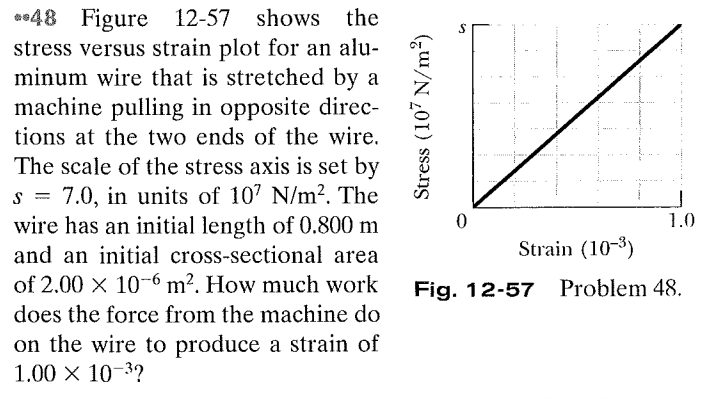 ••48 Figure 12-57 shows the
stress versus strain plot for an alu-
minum wire that is stretched by a
machine pulling in opposite direc-
tions at the two ends of the wire.
The scale of the stress axis is set by
s = 7.0, in units of 10⁷ N/m². The
wire has an initial length of 0.800 m
and an initial cross-sectional area
of 2.00 × 10⁻⁶ m². How much work
does the force from the machine do
on the wire to produce a strain of
1.00 × 10⁻³?
s
Stress (10⁷ N/m²)
0
1.0
Strain (10⁻³)
Fig. 12-57 Problem 48.